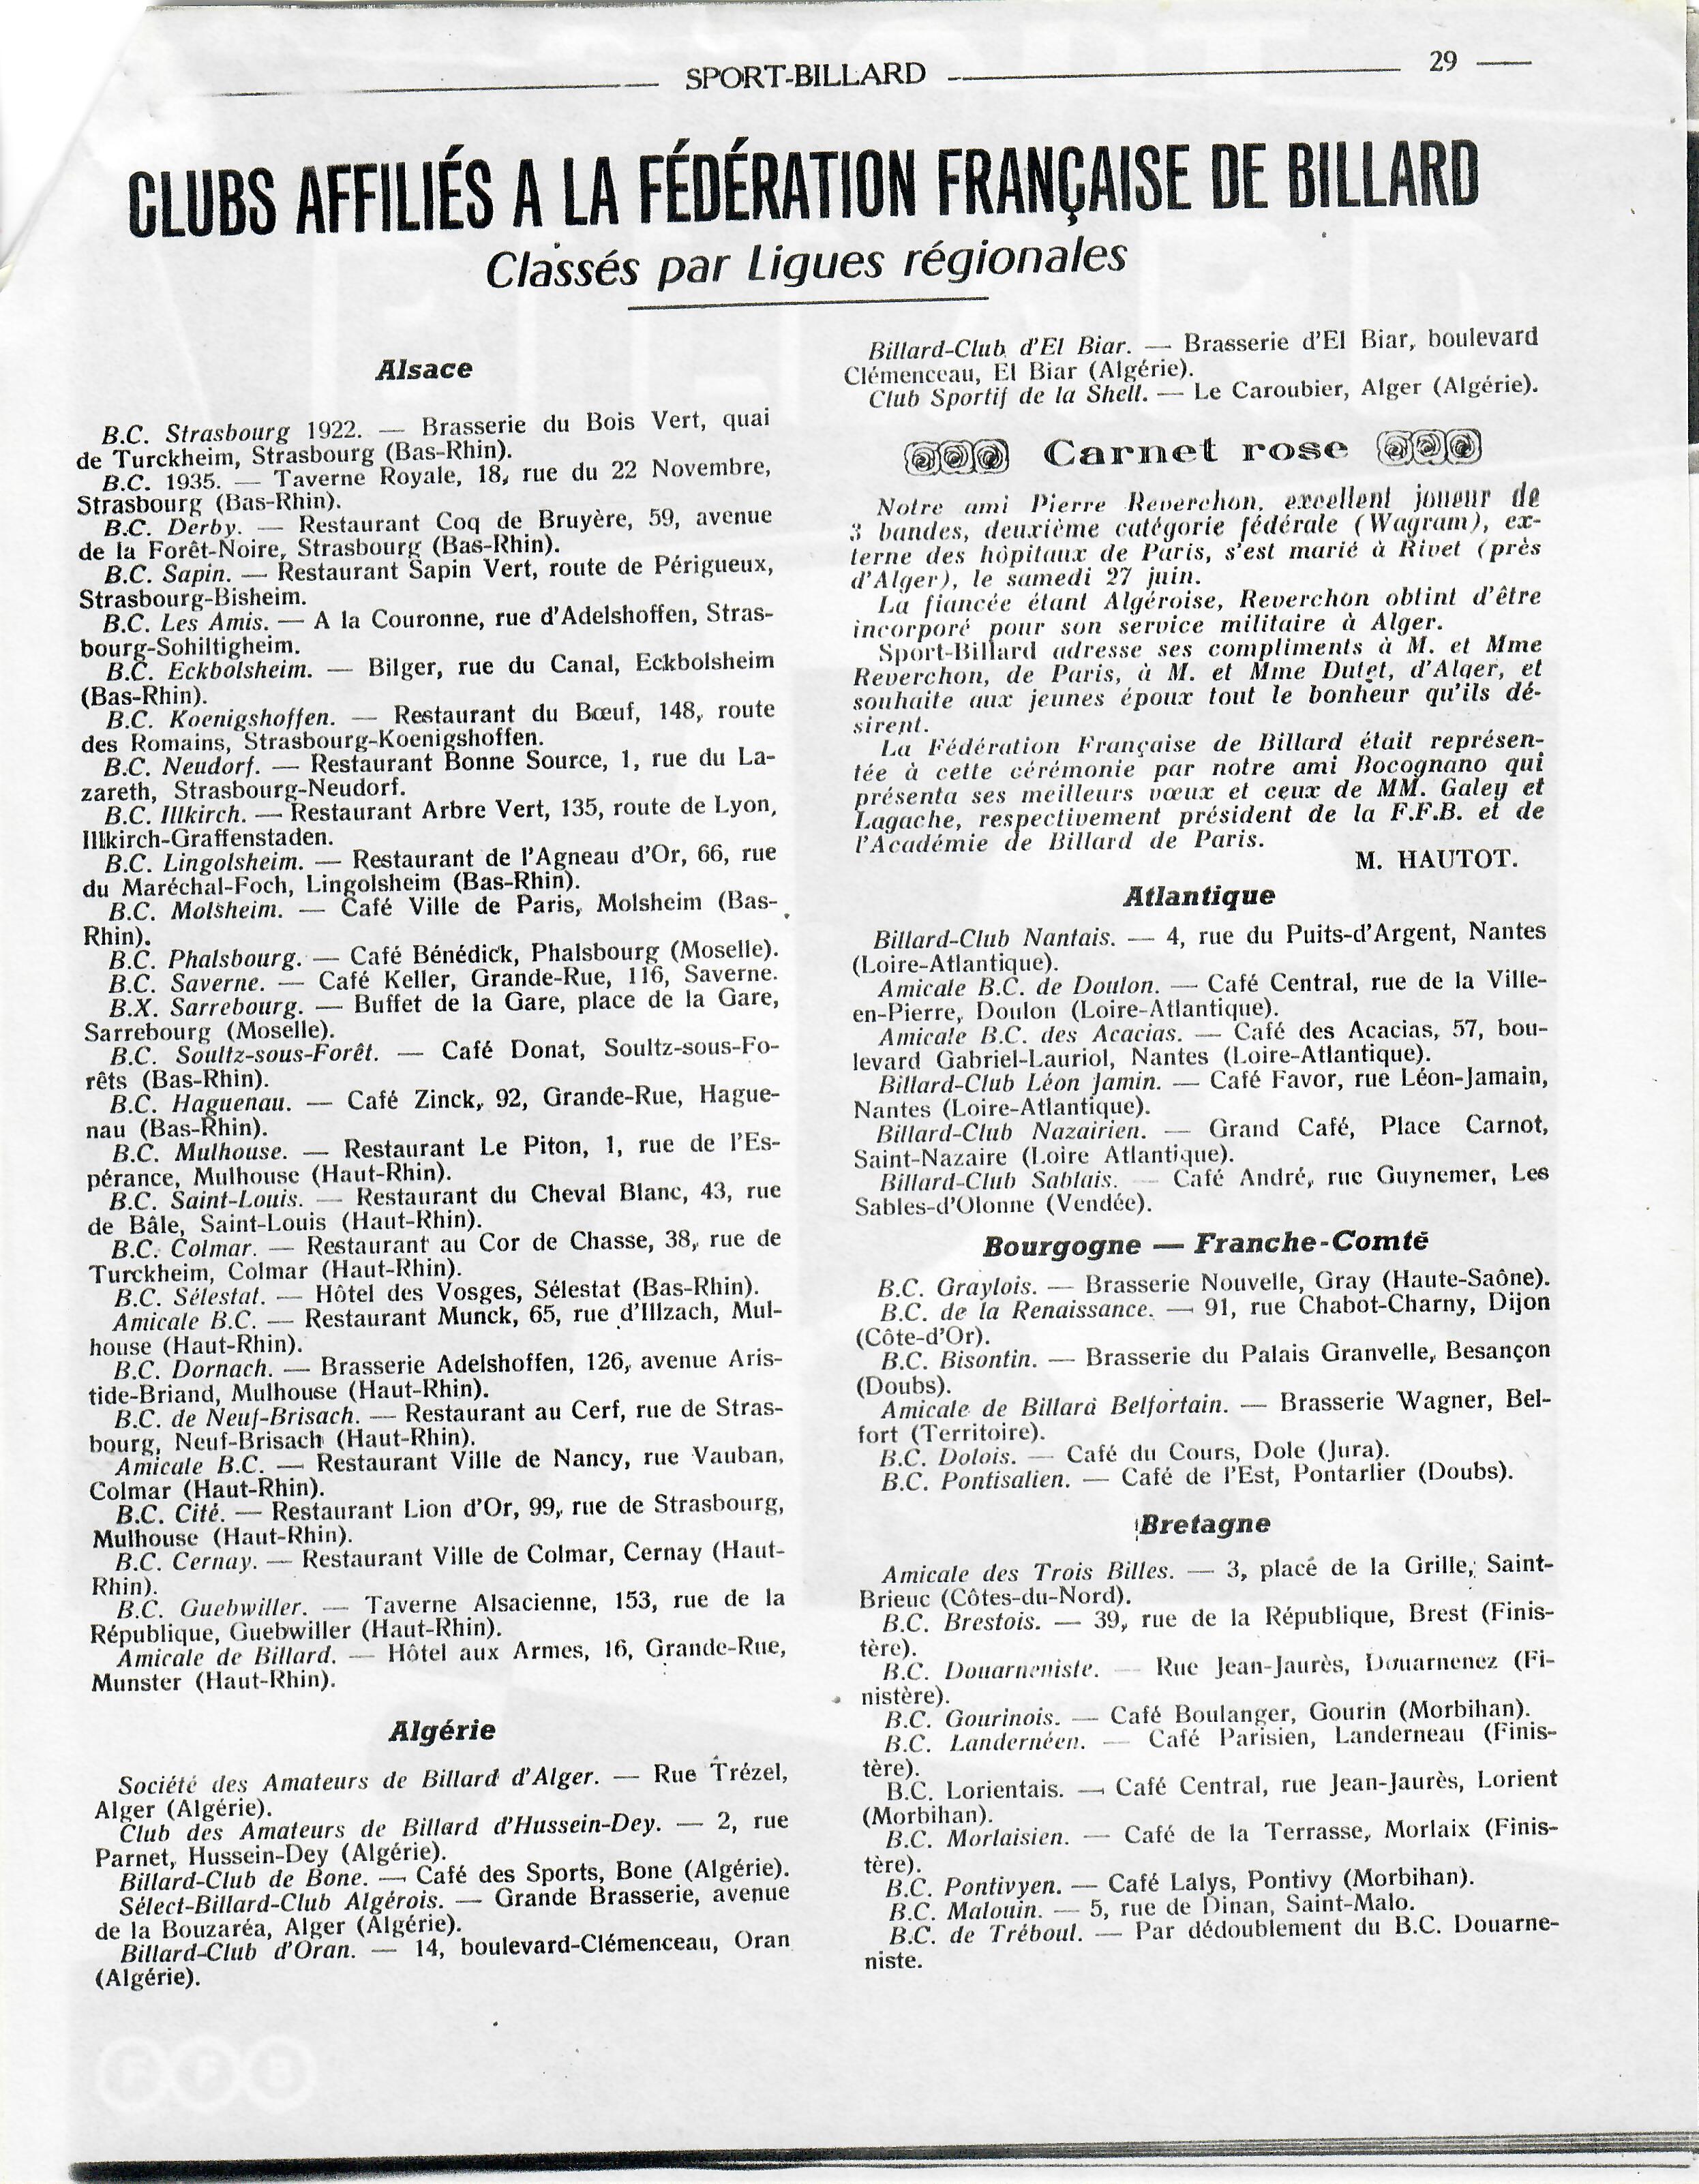 SPORT-BILLARD 29
CLUBS AFFILIÉS A LA FÉDÉRATION FRANÇAISE DE BILLARD
Classés par Ligues régionales
Alsace
B.C. Strasbourg 1922. — Brasserie du Bois Vert, quai
de Turckheim, Strasbourg (Bas-Rhin).
B.C. 1935. — Taverne Royale, 18, rue du 22 Novembre,
Strasbourg (Bas-Rhin).
B.C. Derby. — Restaurant Coq de Bruyère, 59, avenue
de la Forêt-Noire, Strasbourg (Bas-Rhin).
B.C. Sapin. — Restaurant Sapin Vert, route de Périgueux,
Strasbourg-Bisheim.
B.C. Les Amis. — A la Couronne, rue d'Adelshoffen, Stras-
bourg-Sohiltigheim.
B.C. Eckbolsheim. — Bilger, rue du Canal, Eckbolsheim
(Bas-Rhin).
B.C. Koenigshoffen. — Restaurant du Bœuf, 148, route
des Romains, Strasbourg-Koenigshoffen.
B.C. Neudorf. — Restaurant Bonne Source, 1, rue du La-
zareth, Strasbourg-Neudorf.
B.C. Illkirch. — Restaurant Arbre Vert, 135, route de Lyon,
Illkirch-Graffenstaden.
B.C. Lingolsheim. — Restaurant de l'Agneau d'Or, 66, rue
du Maréchal-Foch, Lingolsheim (Bas-Rhin).
B.C. Molsheim. — Café Ville de Paris, Molsheim (Bas-
Rhin).
B.C. Phalsbourg. — Café Bénédick, Phalsbourg (Moselle).
B.C. Saverne. — Café Keller, Grande-Rue, 116, Saverne.
B.X. Sarrebourg. — Buffet de la Gare, place de la Gare,
Sarrebourg (Moselle).
B.C. Soultz-sous-Forêt. — Café Donat, Soultz-sous-Fo-
rêts (Bas-Rhin).
B.C. Haguenau. — Café Zinck, 92, Grande-Rue, Hague-
nau (Bas-Rhin).
B.C. Mulhouse. — Restaurant Le Piton, 1, rue de l'Es-
pérance, Mulhouse (Haut-Rhin).
B.C. Saint-Louis. — Restaurant du Cheval Blanc, 43, rue
de Bâle, Saint-Louis (Haut-Rhin).
B.C. Colmar. — Restaurant au Cor de Chasse, 38, rue de
Turckheim, Colmar (Haut-Rhin).
B.C. Sélestat. — Hôtel des Vosges, Sélestat (Bas-Rhin).
Amicale B.C. — Restaurant Munck, 65, rue d'Illzach, Mul-
house (Haut-Rhin).
B.C. Dornach. — Brasserie Adelshoffen, 126, avenue Aris-
tide-Briand, Mulhouse (Haut-Rhin).
B.C. de Neuf-Brisach. — Restaurant au Cerf, rue de Stras-
bourg, Neuf-Brisach (Haut-Rhin).
Amicale B.C. — Restaurant Ville de Nancy, rue Vauban,
Colmar (Haut-Rhin).
B.C. Cité. — Restaurant Lion d'Or, 99, rue de Strasbourg,
Mulhouse (Haut-Rhin).
B.C. Cernay. — Restaurant Ville de Colmar, Cernay (Haut-
Rhin).
B.C. Guebwiller. — Taverne Alsacienne, 153, rue de la
République, Guebwiller (Haut-Rhin).
Amicale de Billard. — Hôtel aux Armes, 16, Grande-Rue,
Munster (Haut-Rhin).
Algérie
Société des Amateurs de Billard d'Alger. — Rue Trézel,
Alger (Algérie).
Club des Amateurs de Billard d'Hussein-Dey. — 2, rue
Parnet, Hussein-Dey (Algérie).
Billard-Club de Bone. — Café des Sports, Bone (Algérie).
Sélect-Billard-Club Algérois. — Grande Brasserie, avenue
de la Bouzaréa, Alger (Algérie).
Billard-Club d'Oran. — 14, boulevard-Clémenceau, Oran
(Algérie).
Billard-Club d'El Biar. — Brasserie d'El Biar, boulevard
Clémenceau, El Biar (Algérie).
Club Sportif de la Shell. — Le Caroubier, Alger (Algérie).
Carnet rose
Notre ami Pierre Reverchon, excellent joueur de
3 bandes, deuxième catégorie fédérale (Wagram), ex-
terne des hôpitaux de Paris, s'est marié à Rivet (près
d'Alger), le samedi 27 juin.
La fiancée étant Algéroise, Reverchon obtint d'être
incorporé pour son service militaire à Alger.
Sport-Billard adresse ses compliments à M. et Mme
Reverchon, de Paris, à M. et Mme Dutet, d'Alger, et
souhaite aux jeunes époux tout le bonheur qu'ils dé-
sirent.
La Fédération Française de Billard était représen-
tée à cette cérémonie par notre ami Bocognano qui
présenta ses meilleurs vœux et ceux de MM. Galey et
Lagache, respectivement président de la F.F.B. et de
l'Académie de Billard de Paris.
M. HAUTOT.
Atlantique
Billard-Club Nantais. — 4, rue du Puits-d'Argent, Nantes
(Loire-Atlantique).
Amicale B.C. de Doulon. — Café Central, rue de la Ville-
en-Pierre, Doulon (Loire-Atlantique).
Amicale B.C. des Acacias. — Café des Acacias, 57, bou-
levard Gabriel-Lauriol, Nantes (Loire-Atlantique).
Billard-Club Léon Jamin. — Café Favor, rue Léon-Jamain,
Nantes (Loire-Atlantique).
Billard-Club Nazairien. — Grand Café, Place Carnot,
Saint-Nazaire (Loire Atlantique).
Billard-Club Sablais. — Café André, rue Guynemer, Les
Sables-d'Olonne (Vendée).
Bourgogne — Franche-Comté
B.C. Graylois. — Brasserie Nouvelle, Gray (Haute-Saône).
B.C. de la Renaissance. — 91, rue Chabot-Charny, Dijon
(Côte-d'Or).
B.C. Bisontin. — Brasserie du Palais Granvelle, Besançon
(Doubs).
Amicale de Billard Belfortain. — Brasserie Wagner, Bel-
fort (Territoire).
B.C. Dolois. — Café du Cours, Dole (Jura).
B.C. Pontisalien. — Café de l'Est, Pontarlier (Doubs).
Bretagne
Amicale des Trois Billes. — 3, place de la Grille, Saint-
Brieuc (Côtes-du-Nord).
B.C. Brestois. — 39, rue de la République, Brest (Finis-
tère).
B.C. Douarneniste. — Rue Jean-Jaurès, Douarnenez (Fi-
nistère).
B.C. Gourinois. — Café Boulanger, Gourin (Morbihan).
B.C. Landernéen. — Café Parisien, Landerneau (Finis-
tère).
B.C. Lorientais. — Café Central, rue Jean-Jaurès, Lorient
(Morbihan).
B.C. Morlaisien. — Café de la Terrasse, Morlaix (Finis-
tère).
B.C. Pontivyen. — Café Lalys, Pontivy (Morbihan).
B.C. Malouin. — 5, rue de Dinan, Saint-Malo.
B.C. de Tréboul. — Par dédoublement du B.C. Douarne-
niste.
FFB